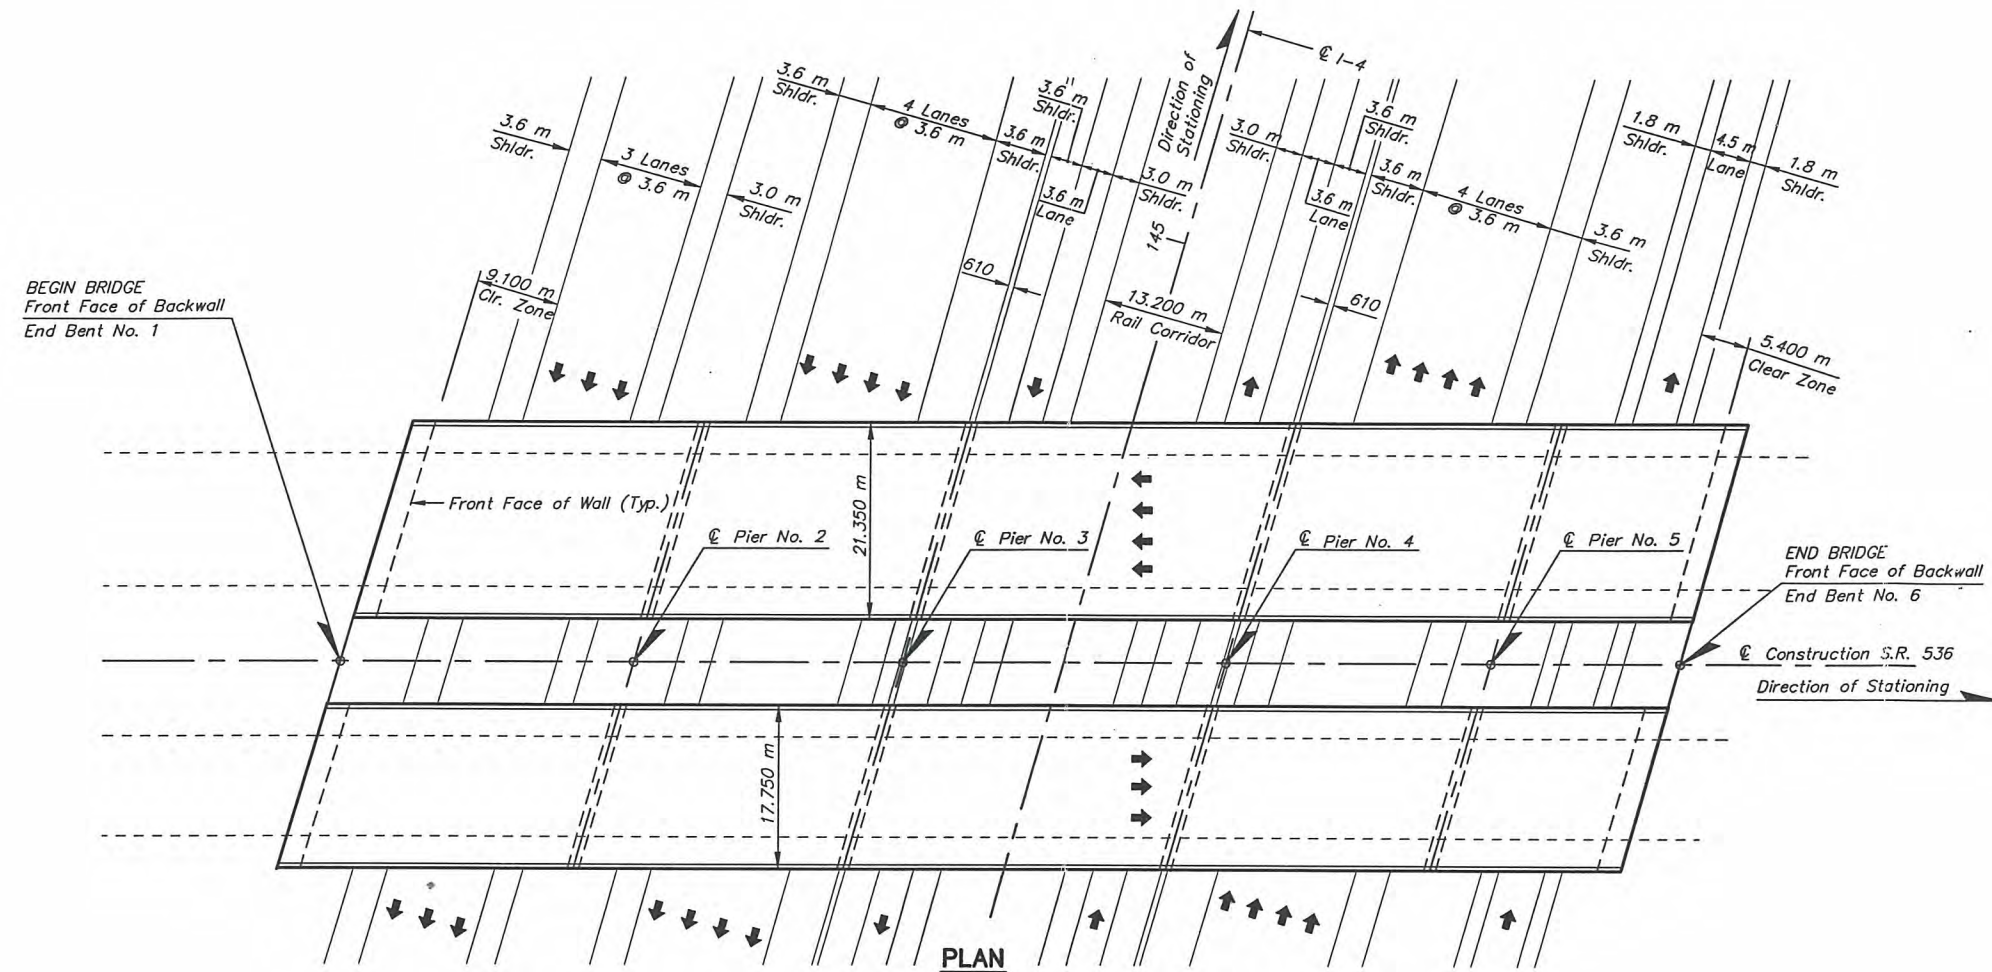 ℄ I-4
Direction of
Stationing
3.6 m
Shldr.
4 Lanes
@ 3.6 m
3.6 m
Shldr.
3.6 m
Shldr.
3.6 m
Lane
3.0 m
Shldr.
3.6 m
Shldr.
3 Lanes
@ 3.6 m
3.0 m
Shldr.
3.0 m
Shldr.
3.6 m
Shldr.
3.6 m
Lane
3.6 m
Shldr.
4 Lanes
@ 3.6 m
3.6 m
Shldr.
1.8 m
Shldr.
4.5 m
Lane
1.8 m
Shldr.
145
610
610
9.100 m
Clr. Zone
13.200 m
Rail Corridor
5.400 m
Clear Zone
BEGIN BRIDGE
Front Face of Backwall
End Bent No. 1
Front Face of Wall (Typ.)
21.350 m
℄ Pier No. 2
℄ Pier No. 3
℄ Pier No. 4
℄ Pier No. 5
END BRIDGE
Front Face of Backwall
End Bent No. 6
℄ Construction S.R. 536
Direction of Stationing
17.750 m
PLAN